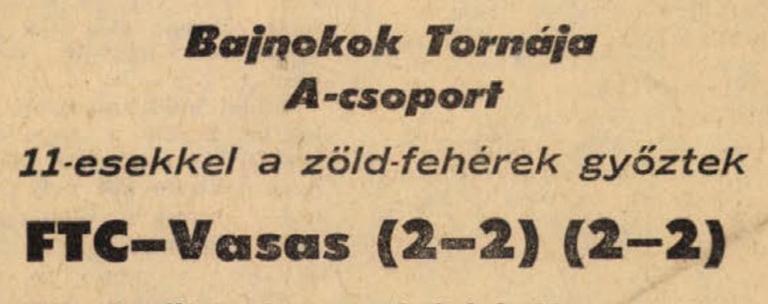 Bajnokok Tornája
A-csoport
11-esekkel a zöld-fehérek győztek
FTC–Vasas (2–2) (2–2)